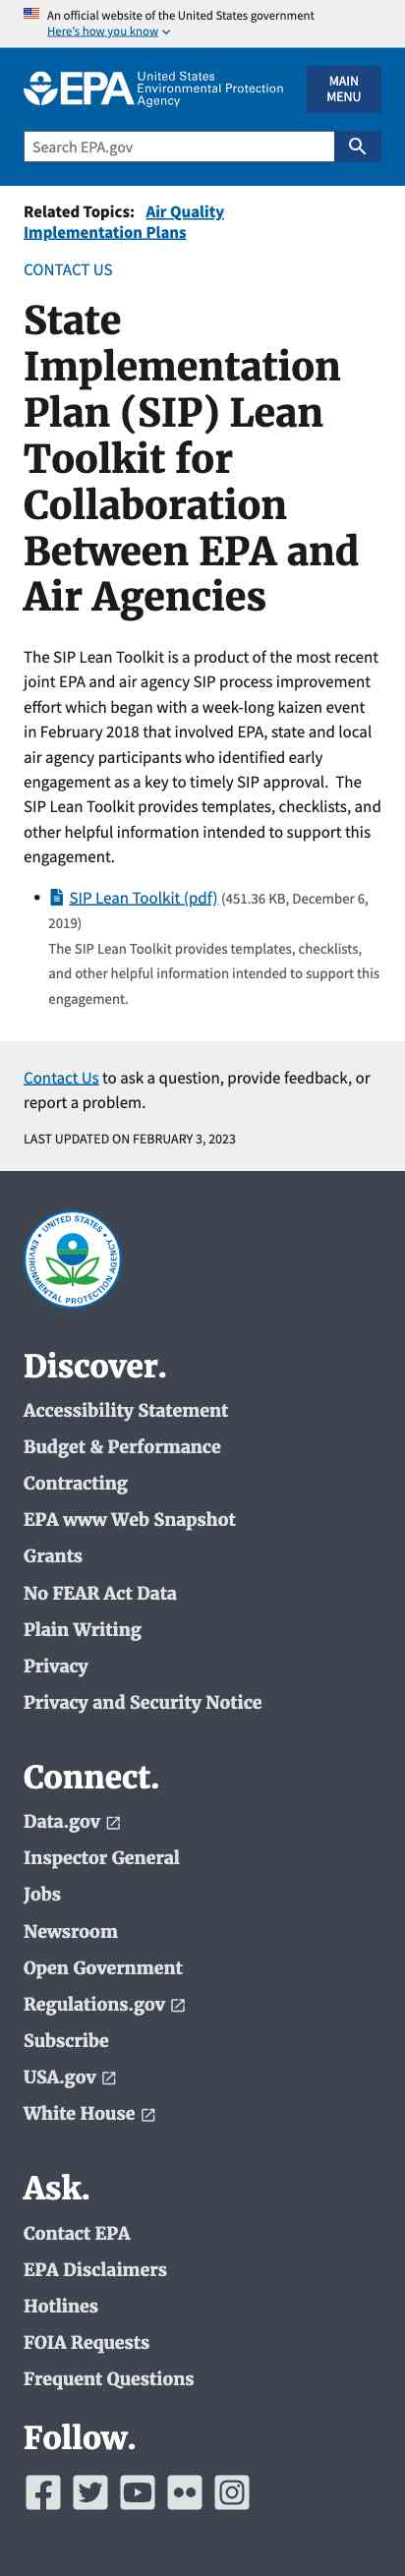 An official website of the United States government
Here's how you know
EPA United States
Environmental Protection
Agency
MAIN
MENU
Search EPA.gov
Related Topics: Air Quality
Implementation Plans
CONTACT US
State
Implementation
Plan (SIP) Lean
Toolkit for
Collaboration
Between EPA and
Air Agencies
The SIP Lean Toolkit is a product of the most recent
joint EPA and air agency SIP process improvement
effort which began with a week-long kaizen event
in February 2018 that involved EPA, state and local
air agency participants who identified early
engagement as a key to timely SIP approval.  The
SIP Lean Toolkit provides templates, checklists, and
other helpful information intended to support this
engagement.
• SIP Lean Toolkit (pdf) (451.36 KB, December 6,
2019)
The SIP Lean Toolkit provides templates, checklists,
and other helpful information intended to support this
engagement.
Contact Us to ask a question, provide feedback, or
report a problem.
LAST UPDATED ON FEBRUARY 3, 2023
UNITED STATES
ENVIRONMENTAL PROTECTION AGENCY
Discover.
Accessibility Statement
Budget & Performance
Contracting
EPA www Web Snapshot
Grants
No FEAR Act Data
Plain Writing
Privacy
Privacy and Security Notice
Connect.
Data.gov
Inspector General
Jobs
Newsroom
Open Government
Regulations.gov
Subscribe
USA.gov
White House
Ask.
Contact EPA
EPA Disclaimers
Hotlines
FOIA Requests
Frequent Questions
Follow.